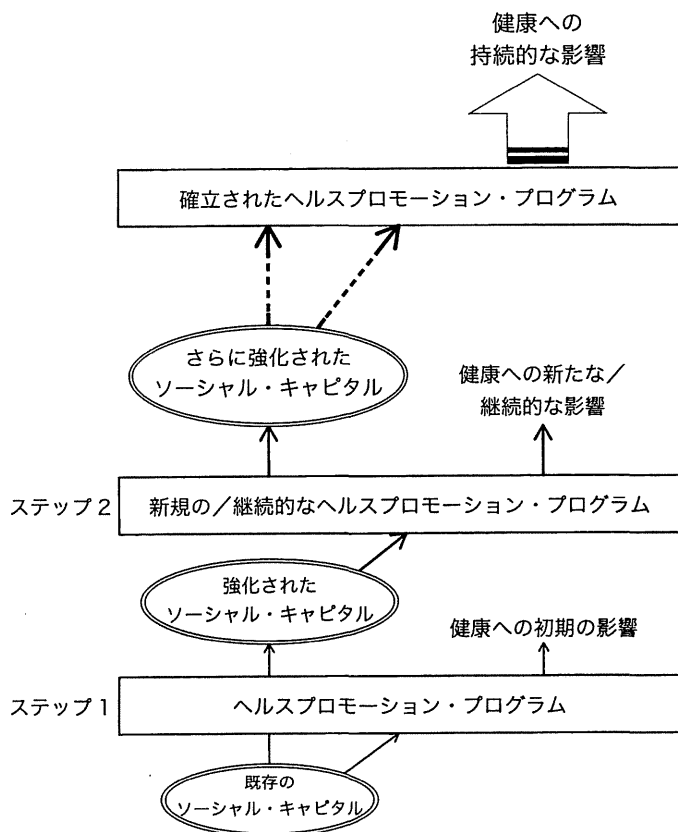 健康への
持続的な影響
確立されたヘルスプロモーション・プログラム
さらに強化された
ソーシャル・キャピタル
健康への新たな／
継続的な影響
ステップ2
新規の／継続的なヘルスプロモーション・プログラム
強化された
ソーシャル・キャピタル
健康への初期の影響
ステップ1
ヘルスプロモーション・プログラム
既存の
ソーシャル・キャピタル